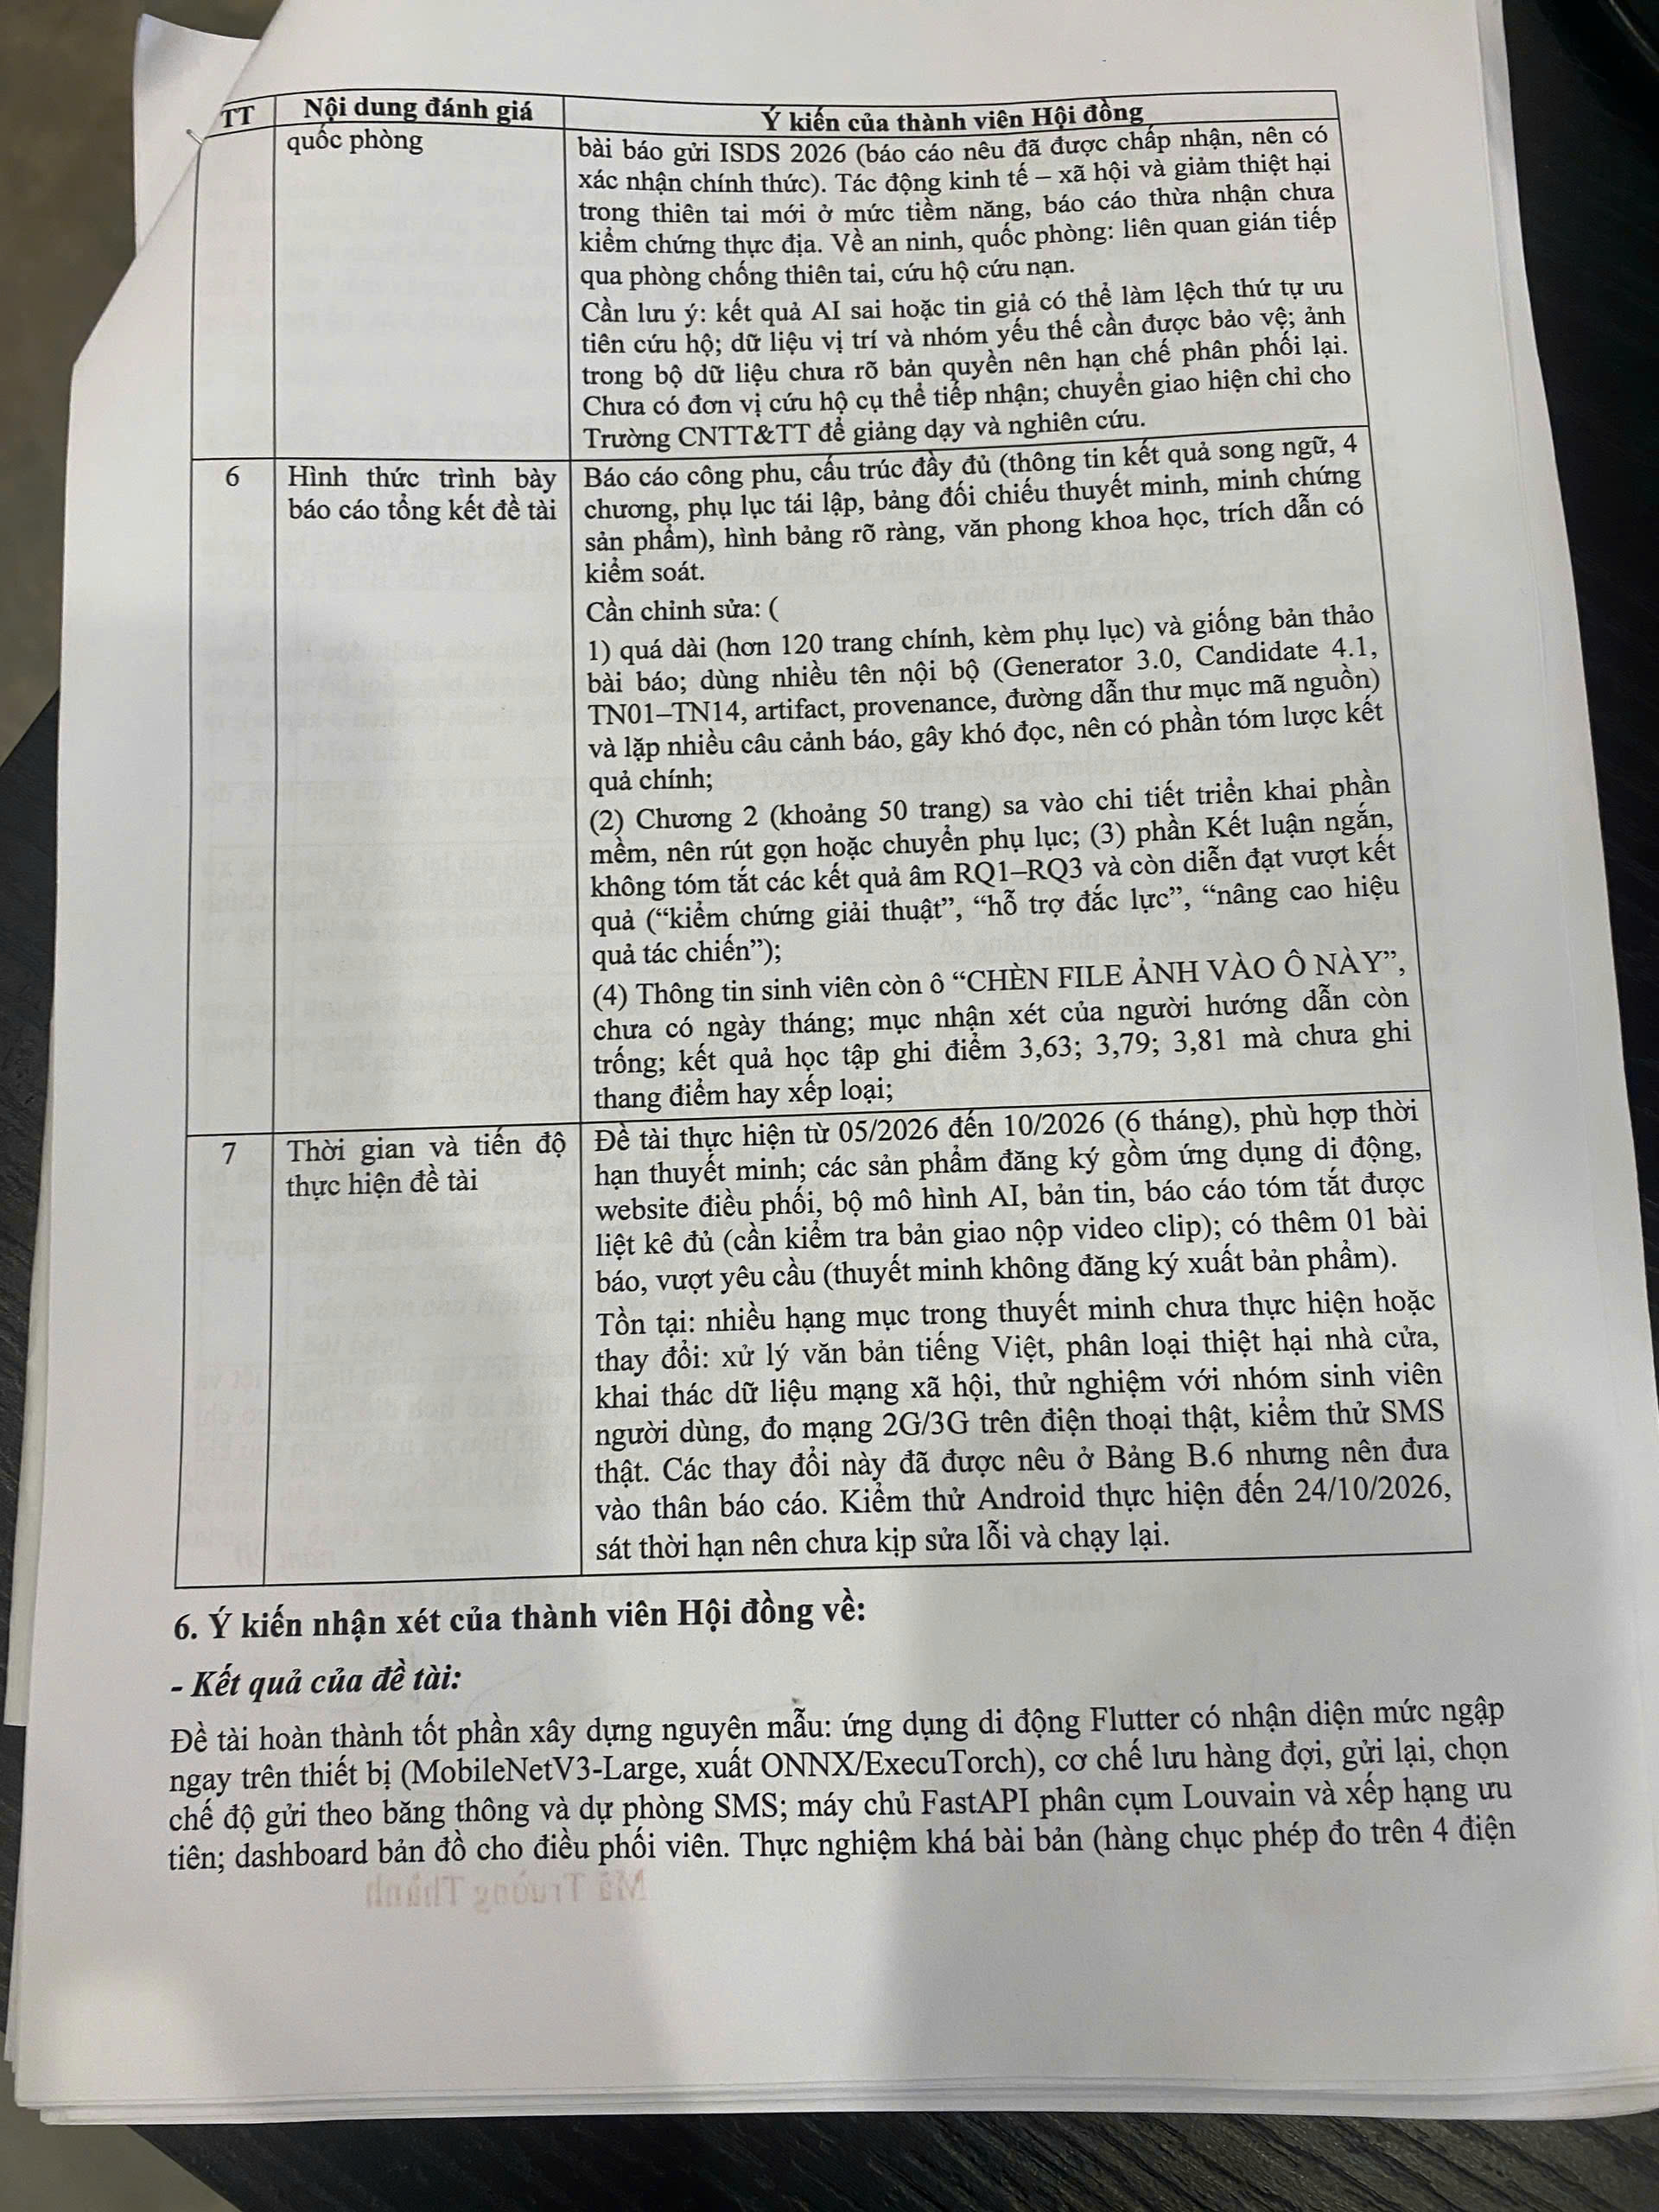 TT
Nội dung đánh giá
Ý kiến của thành viên Hội đồng
quốc phòng
bài báo gửi ISDS 2026 (báo cáo nêu đã được chấp nhận, nên có
xác nhận chính thức). Tác động kinh tế – xã hội và giảm thiệt hại
trong thiên tai mới ở mức tiềm năng, báo cáo thừa nhận chưa
kiểm chứng thực địa. Về an ninh, quốc phòng: liên quan gián tiếp
qua phòng chống thiên tai, cứu hộ cứu nạn.
Cần lưu ý: kết quả AI sai hoặc tin giả có thể làm lệch thứ tự ưu
tiên cứu hộ; dữ liệu vị trí và nhóm yếu thế cần được bảo vệ; ảnh
trong bộ dữ liệu chưa rõ bản quyền nên hạn chế phân phối lại.
Chưa có đơn vị cứu hộ cụ thể tiếp nhận; chuyển giao hiện chỉ cho
Trường CNTT&TT để giảng dạy và nghiên cứu.
6
Hình thức trình bày
báo cáo tổng kết đề tài
Báo cáo công phu, cấu trúc đầy đủ (thông tin kết quả song ngữ, 4
chương, phụ lục tái lập, bảng đối chiếu thuyết minh, minh chứng
sản phẩm), hình bảng rõ ràng, văn phong khoa học, trích dẫn có
kiểm soát.
Cần chỉnh sửa: (
1) quá dài (hơn 120 trang chính, kèm phụ lục) và giống bản thảo
bài báo; dùng nhiều tên nội bộ (Generator 3.0, Candidate 4.1,
TN01–TN14, artifact, provenance, đường dẫn thư mục mã nguồn)
và lặp nhiều câu cảnh báo, gây khó đọc, nên có phần tóm lược kết
quả chính;
(2) Chương 2 (khoảng 50 trang) sa vào chi tiết triển khai phần
mềm, nên rút gọn hoặc chuyển phụ lục; (3) phần Kết luận ngắn,
không tóm tắt các kết quả âm RQ1–RQ3 và còn diễn đạt vượt kết
quả (“kiểm chứng giải thuật”, “hỗ trợ đắc lực”, “nâng cao hiệu
quả tác chiến”);
(4) Thông tin sinh viên còn ô “CHÈN FILE ẢNH VÀO Ô NÀY”,
chưa có ngày tháng; mục nhận xét của người hướng dẫn còn
trống; kết quả học tập ghi điểm 3,63; 3,79; 3,81 mà chưa ghi
thang điểm hay xếp loại;
7
Thời gian và tiến độ
thực hiện đề tài
Đề tài thực hiện từ 05/2026 đến 10/2026 (6 tháng), phù hợp thời
hạn thuyết minh; các sản phẩm đăng ký gồm ứng dụng di động,
website điều phối, bộ mô hình AI, bản tin, báo cáo tóm tắt được
liệt kê đủ (cần kiểm tra bản giao nộp video clip); có thêm 01 bài
báo, vượt yêu cầu (thuyết minh không đăng ký xuất bản phẩm).
Tồn tại: nhiều hạng mục trong thuyết minh chưa thực hiện hoặc
thay đổi: xử lý văn bản tiếng Việt, phân loại thiệt hại nhà cửa,
khai thác dữ liệu mạng xã hội, thử nghiệm với nhóm sinh viên
người dùng, đo mạng 2G/3G trên điện thoại thật, kiểm thử SMS
thật. Các thay đổi này đã được nêu ở Bảng B.6 nhưng nên đưa
vào thân báo cáo. Kiểm thử Android thực hiện đến 24/10/2026,
sát thời hạn nên chưa kịp sửa lỗi và chạy lại.
6. Ý kiến nhận xét của thành viên Hội đồng về:
- Kết quả của đề tài:
Đề tài hoàn thành tốt phần xây dựng nguyên mẫu: ứng dụng di động Flutter có nhận diện mức ngập
ngay trên thiết bị (MobileNetV3-Large, xuất ONNX/ExecuTorch), cơ chế lưu hàng đợi, gửi lại, chọn
chế độ gửi theo băng thông và dự phòng SMS; máy chủ FastAPI phân cụm Louvain và xếp hạng ưu
tiên; dashboard bản đồ cho điều phối viên. Thực nghiệm khá bài bản (hàng chục phép đo trên 4 điện
Mã Trường Thành